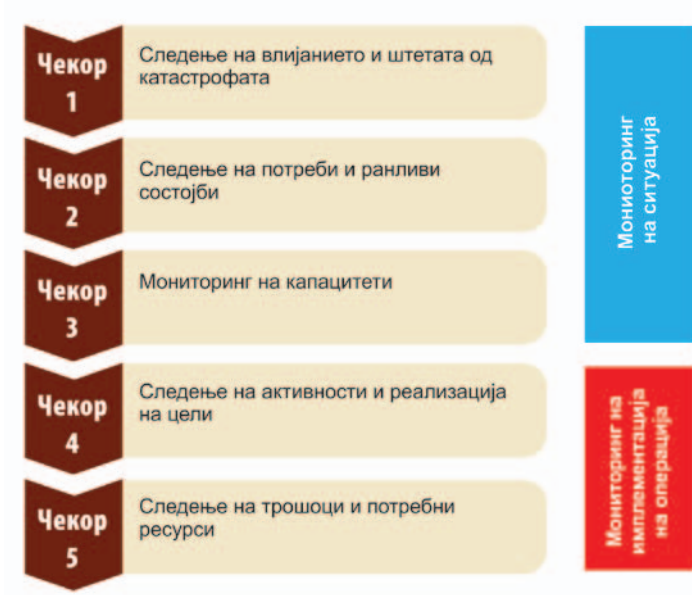 Чекор
1
Следење на влијанието и штетата од
катастрофата
Чекор
2
Следење на потреби и ранливи
состојби
Чекор
3
Мониторинг на капацитети
Мониоторинг
на ситуација
Чекор
4
Следење на активности и реализација
на цели
Чекор
5
Следење на трошоци и потребни
ресурси
Мониторинг на
имплементација
на операција